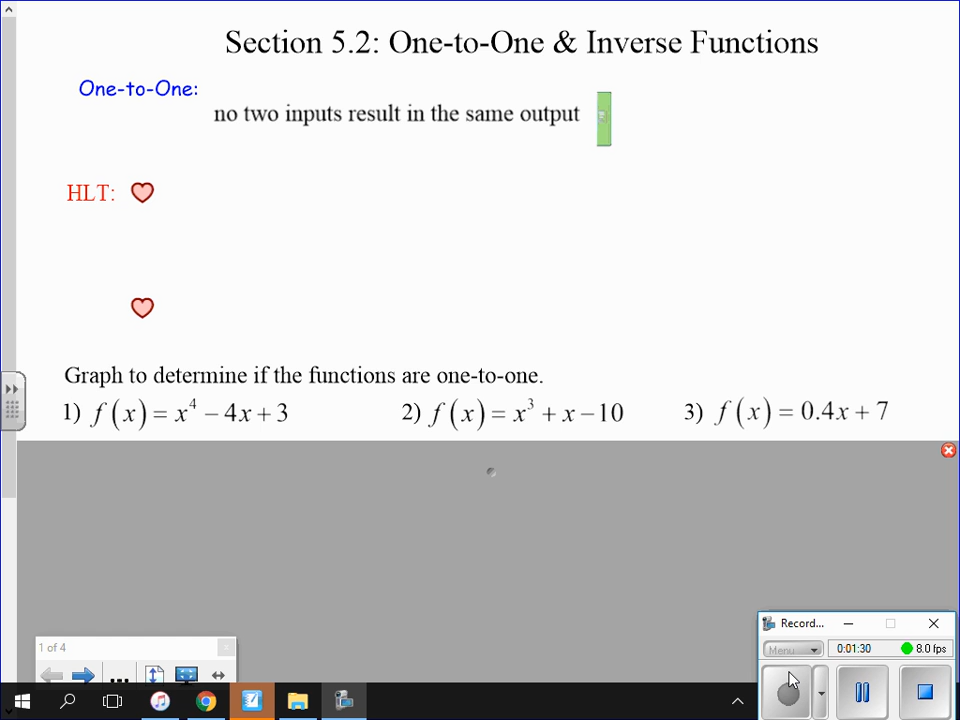 Section 5.2: One-to-One & Inverse Functions
One-to-One:
no two inputs result in the same output
HLT:
Graph to determine if the functions are one-to-one.
1) f(x) = x⁴ − 4x + 3 2) f(x) = x³ + x − 10 3) f(x) = 0.4x + 7
Record...
1 of 4
Menu 0:01:30 8.0 fps